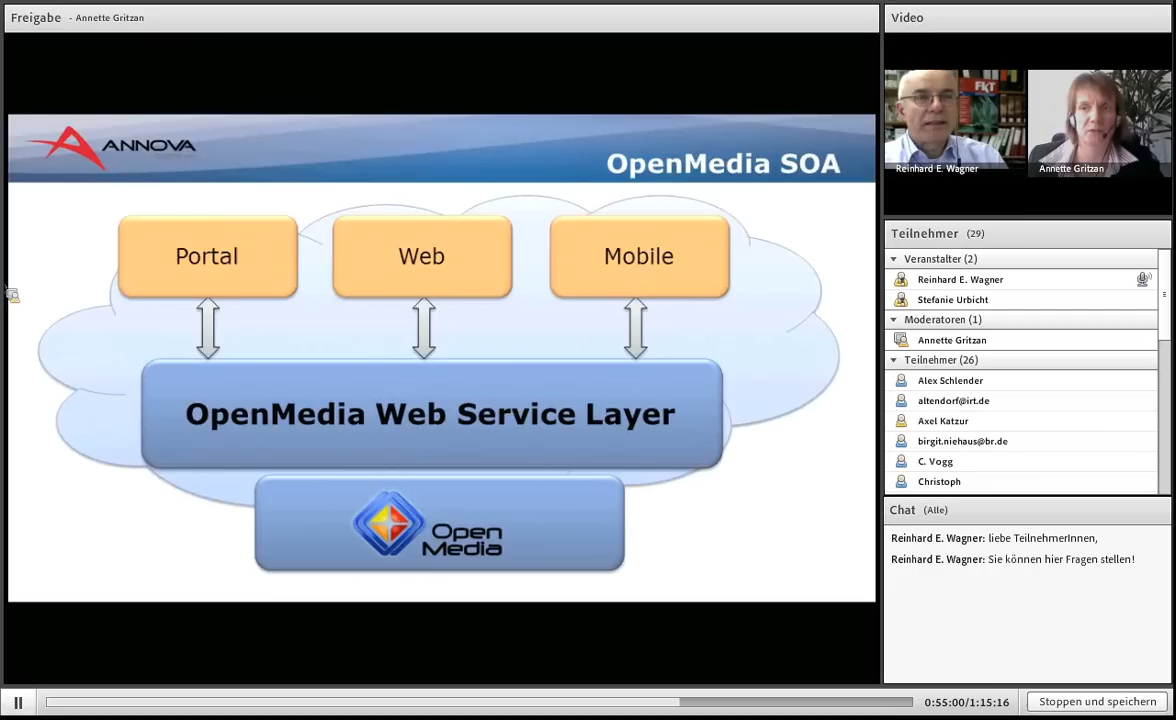 Freigabe - Annette Gritzan
ANNOVA
OpenMedia SOA
Portal
Web
Mobile
OpenMedia Web Service Layer
Open
Media
Video
FKT
Reinhard E. Wagner
Annette Gritzan
Teilnehmer (29)
Veranstalter (2)
Reinhard E. Wagner
Stefanie Urbicht
Moderatoren (1)
Annette Gritzan
Teilnehmer (26)
Alex Schlender
altendorf@irt.de
Axel Katzur
birgit.niehaus@br.de
C. Vogg
Christoph
Chat (Alle)
Reinhard E. Wagner: liebe TeilnehmerInnen,
Reinhard E. Wagner: Sie können hier Fragen stellen!
0:55:00/1:15:16
Stoppen und speichern